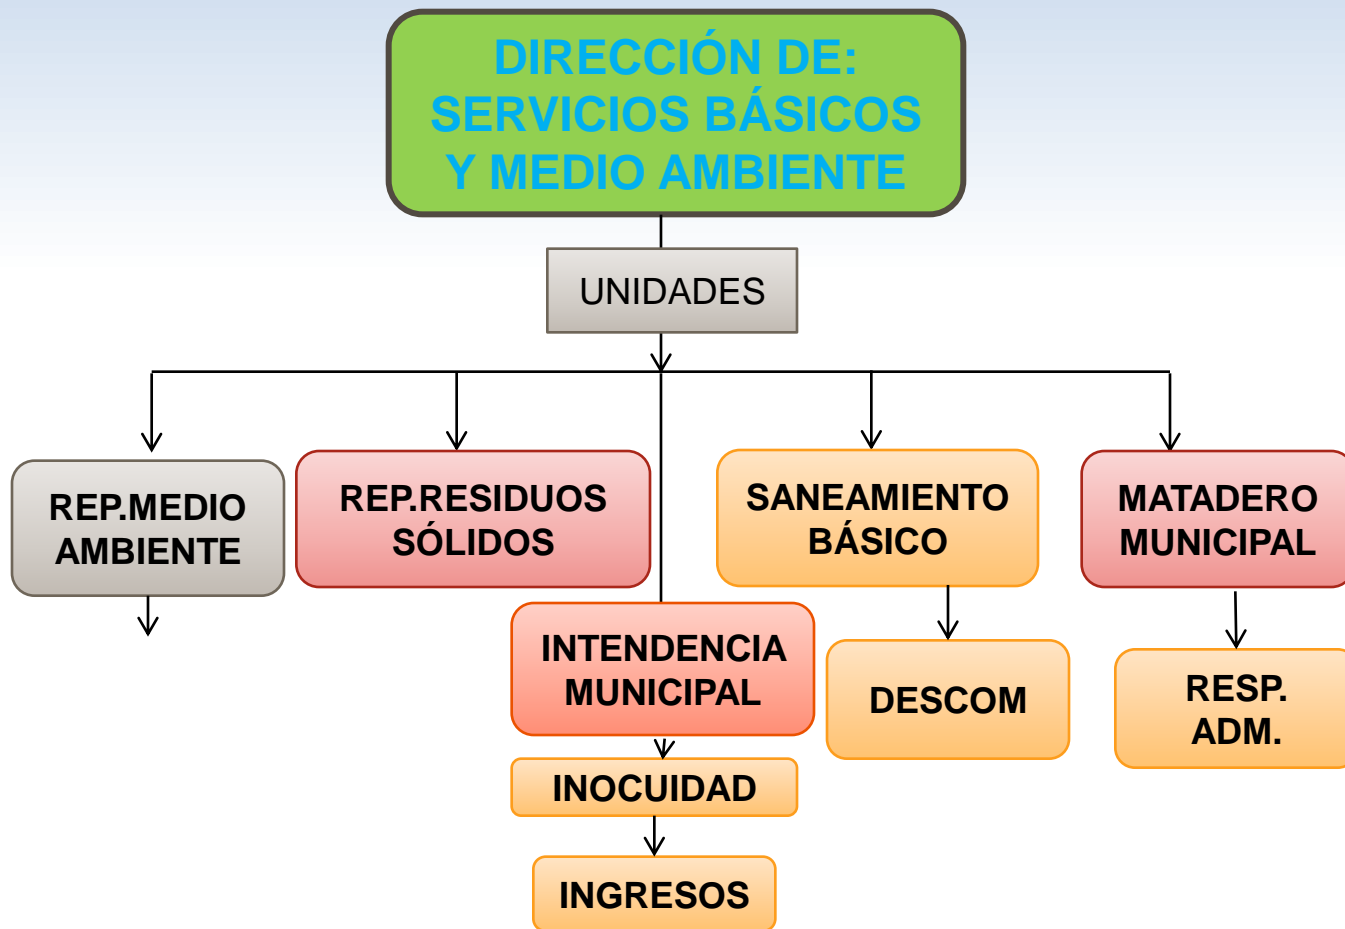 DIRECCIÓN DE:
SERVICIOS BÁSICOS
Y MEDIO AMBIENTE
UNIDADES
REP.MEDIO
AMBIENTE
REP.RESIDUOS
SÓLIDOS
SANEAMIENTO
BÁSICO
MATADERO
MUNICIPAL
INTENDENCIA
MUNICIPAL
DESCOM
RESP.
ADM.
INOCUIDAD
INGRESOS